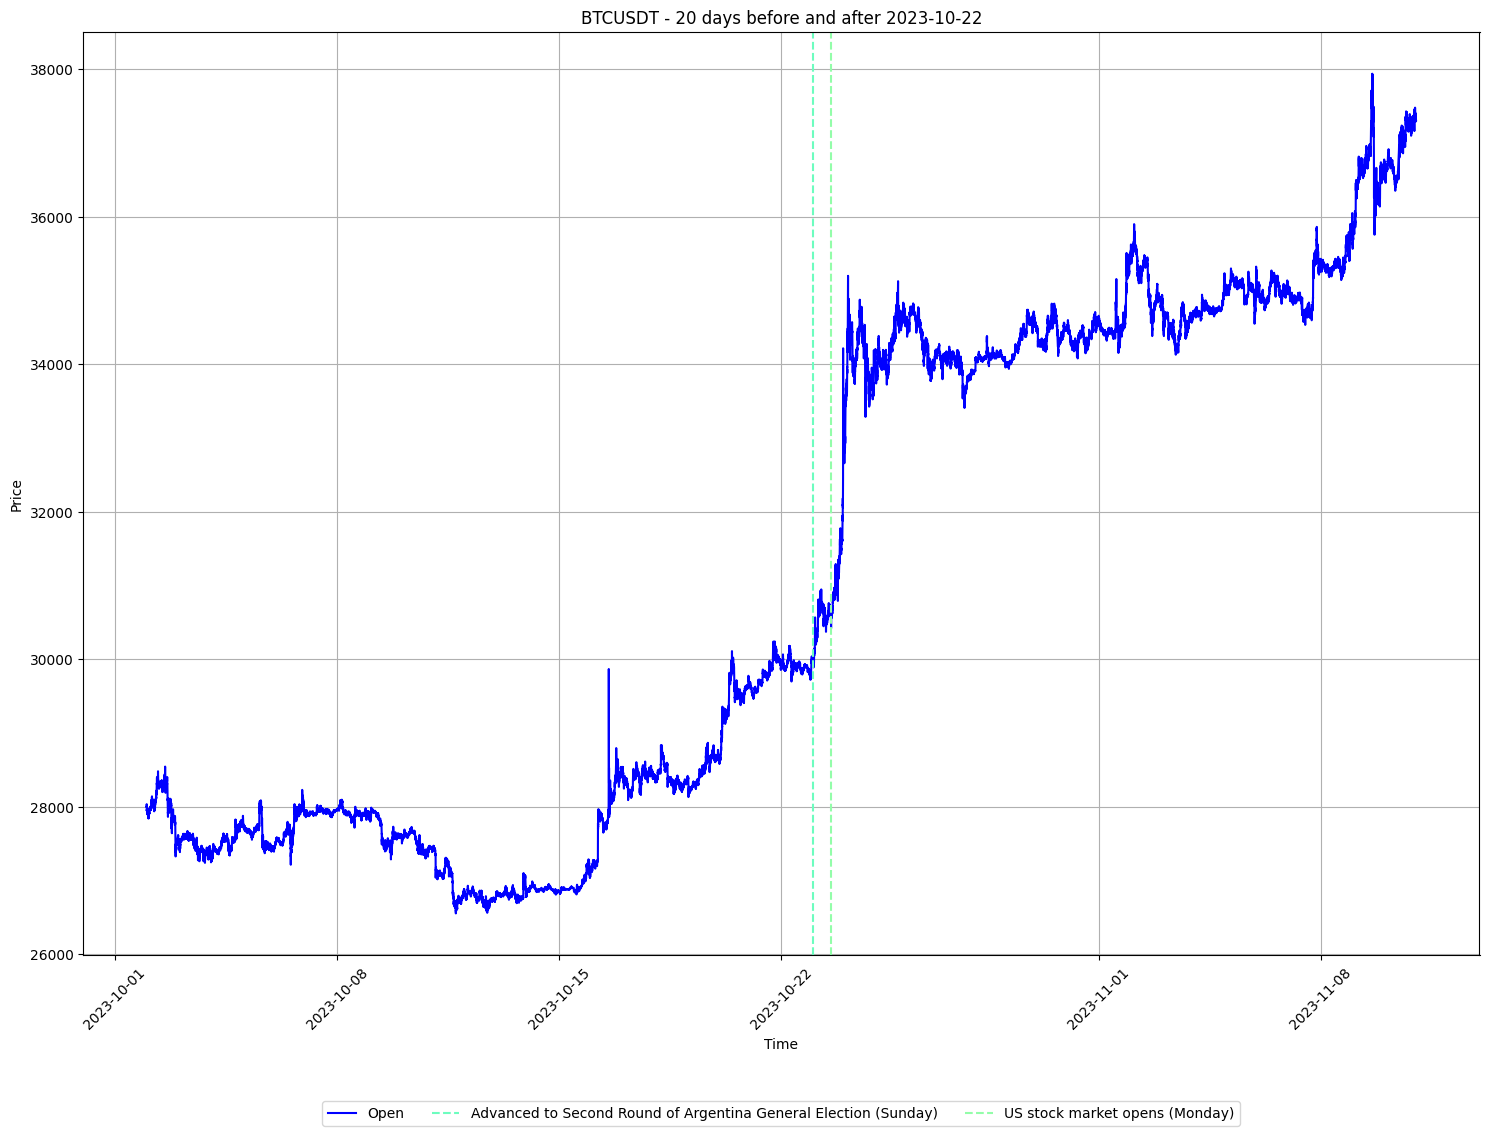 BTCUSDT - 20 days before and after 2023-10-22
38000
36000
34000
32000
30000
28000
26000
Price
2023-10-01
2023-10-08
2023-10-15
2023-10-22
2023-11-01
2023-11-08
Time
Open
Advanced to Second Round of Argentina General Election (Sunday)
US stock market opens (Monday)